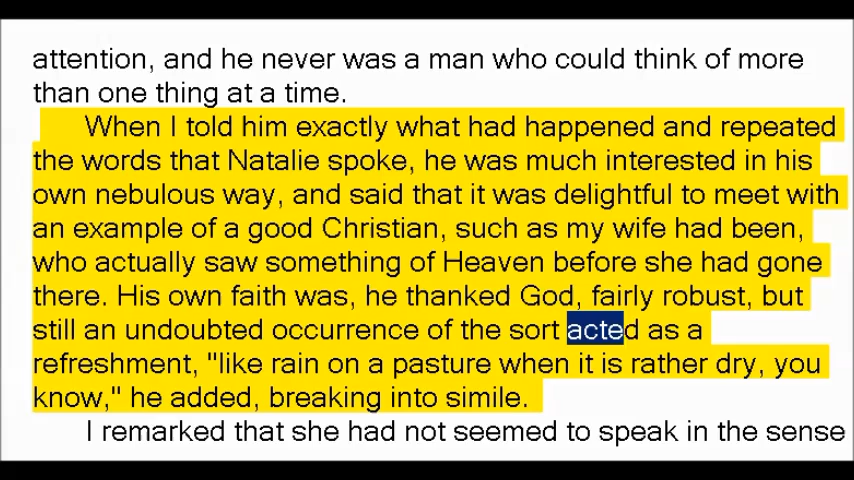 attention, and he never was a man who could think of more
than one thing at a time.
When I told him exactly what had happened and repeated
the words that Natalie spoke, he was much interested in his
own nebulous way, and said that it was delightful to meet with
an example of a good Christian, such as my wife had been,
who actually saw something of Heaven before she had gone
there. His own faith was, he thanked God, fairly robust, but
still an undoubted occurrence of the sort acted as a
refreshment, "like rain on a pasture when it is rather dry, you
know," he added, breaking into simile.
I remarked that she had not seemed to speak in the sense